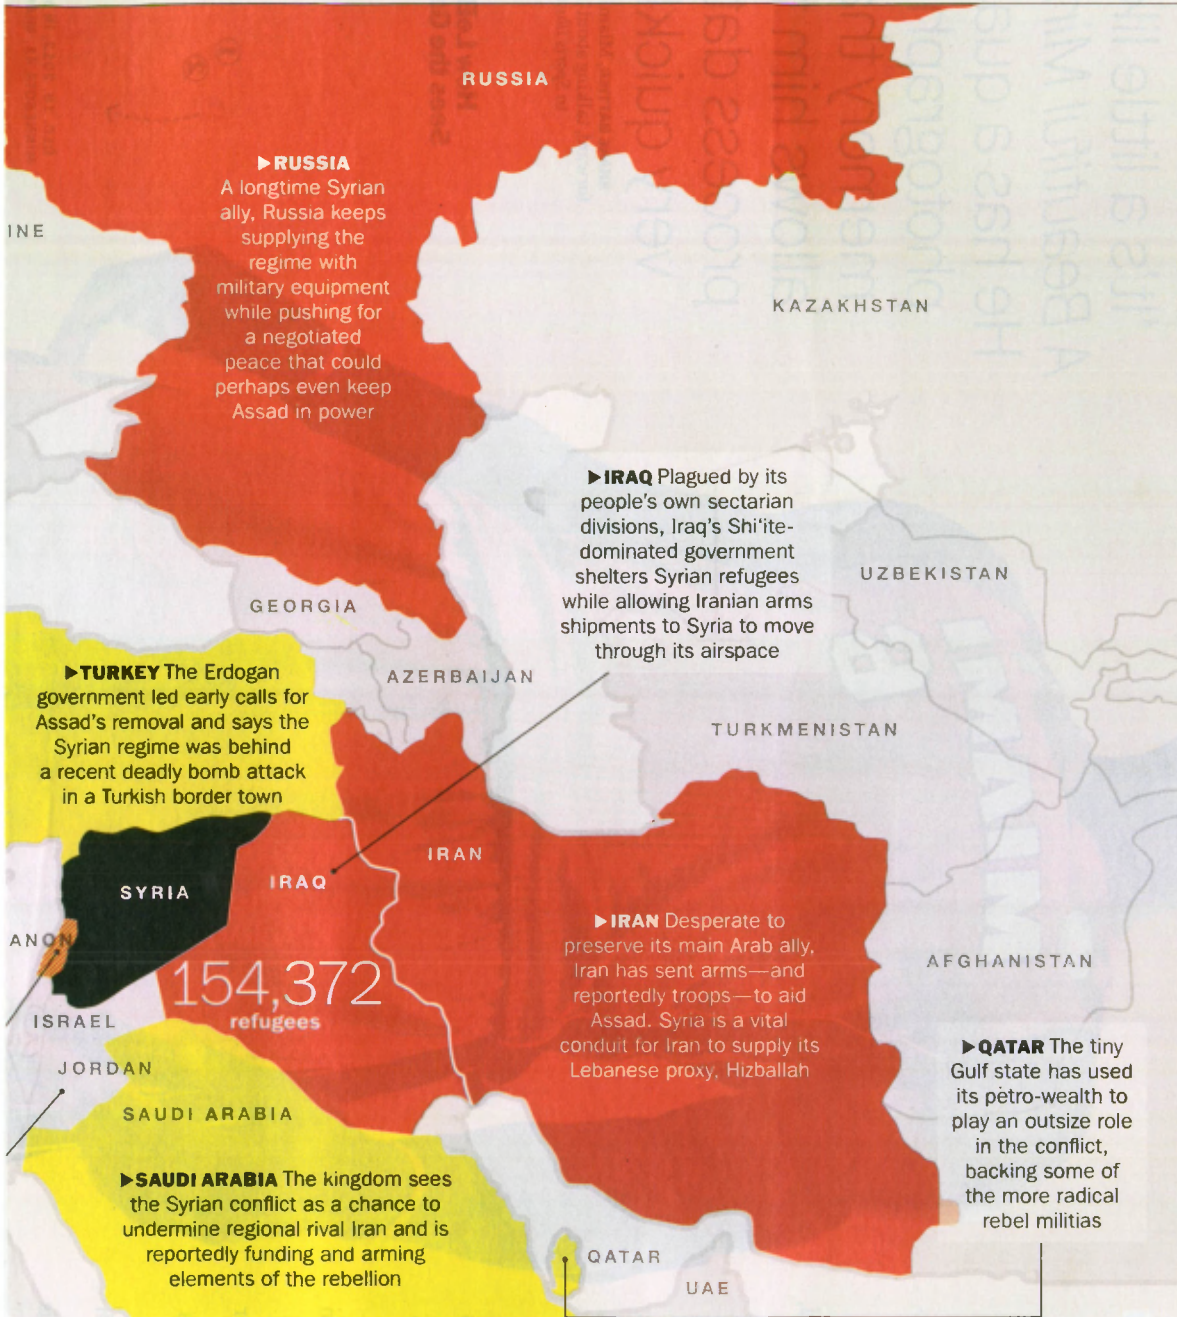 RUSSIA
▶RUSSIA
A longtime Syrian
ally, Russia keeps
supplying the
regime with
military equipment
while pushing for
a negotiated
peace that could
perhaps even keep
Assad in power
INE
KAZAKHSTAN
▶IRAQ Plagued by its
people's own sectarian
divisions, Iraq's Shi'ite-
dominated government
shelters Syrian refugees
while allowing Iranian arms
shipments to Syria to move
through its airspace
UZBEKISTAN
GEORGIA
AZERBAIJAN
TURKMENISTAN
▶TURKEY The Erdogan
government led early calls for
Assad's removal and says the
Syrian regime was behind
a recent deadly bomb attack
in a Turkish border town
SYRIA
IRAQ
IRAN
ANON
154,372
refugees
▶IRAN Desperate to
preserve its main Arab ally,
Iran has sent arms—and
reportedly troops—to aid
Assad. Syria is a vital
conduit for Iran to supply its
Lebanese proxy, Hizballah
AFGHANISTAN
ISRAEL
JORDAN
SAUDI ARABIA
▶QATAR The tiny
Gulf state has used
its petro-wealth to
play an outsize role
in the conflict,
backing some of
the more radical
rebel militias
▶SAUDI ARABIA The kingdom sees
the Syrian conflict as a chance to
undermine regional rival Iran and is
reportedly funding and arming
elements of the rebellion
QATAR
UAE